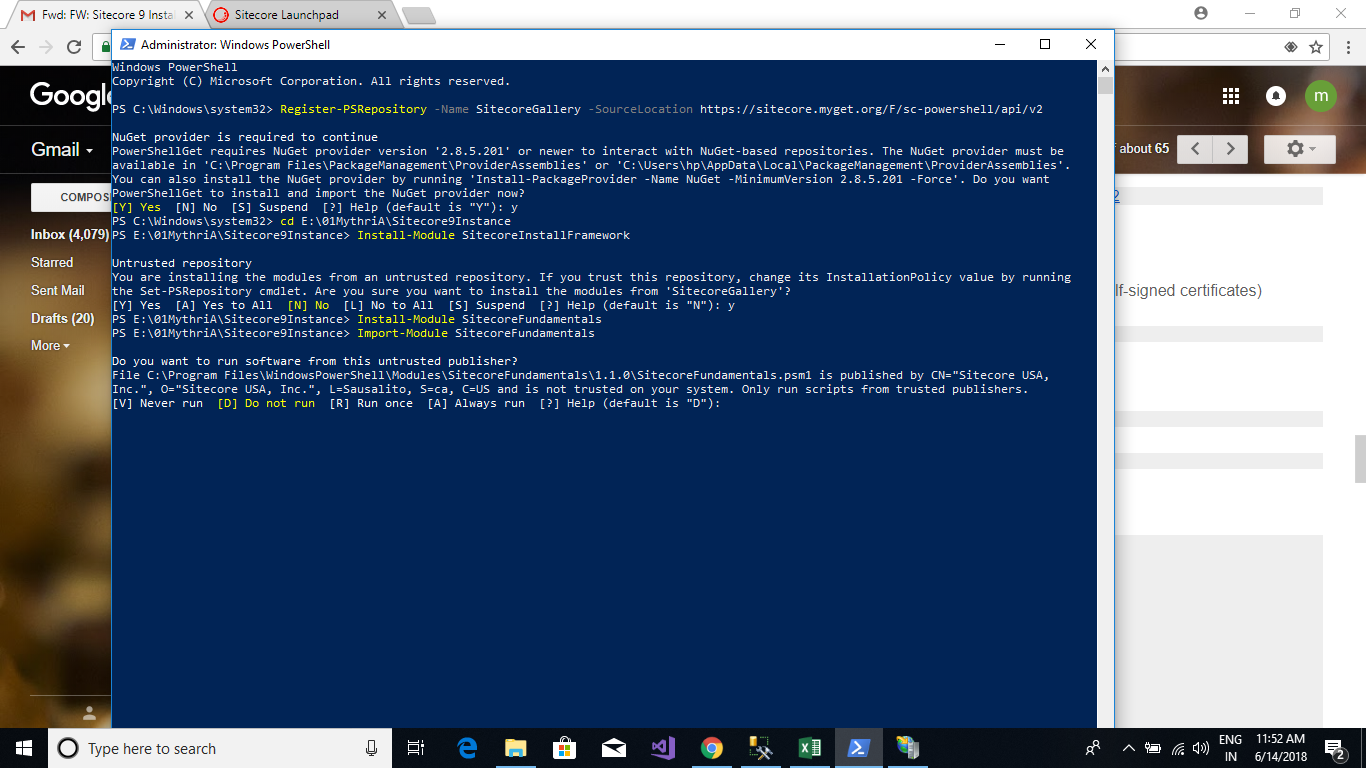 Fwd: FW: Sitecore 9 Insta
Sitecore Launchpad
Administrator: Windows PowerShell
Windows PowerShell
Copyright (C) Microsoft Corporation. All rights reserved.
PS C:\Windows\system32> Register-PSRepository -Name SitecoreGallery -SourceLocation https://sitecore.myget.org/F/sc-powershell/api/v2
NuGet provider is required to continue
PowerShellGet requires NuGet provider version '2.8.5.201' or newer to interact with NuGet-based repositories. The NuGet provider must be
available in 'C:\Program Files\PackageManagement\ProviderAssemblies' or 'C:\Users\hp\AppData\Local\PackageManagement\ProviderAssemblies'.
You can also install the NuGet provider by running 'Install-PackageProvider -Name NuGet -MinimumVersion 2.8.5.201 -Force'. Do you want
PowerShellGet to install and import the NuGet provider now?
[Y] Yes  [N] No  [S] Suspend  [?] Help (default is "Y"): y
PS C:\Windows\system32> cd E:\01MythriA\Sitecore9Instance
PS E:\01MythriA\Sitecore9Instance> Install-Module SitecoreInstallFramework
Untrusted repository
You are installing the modules from an untrusted repository. If you trust this repository, change its InstallationPolicy value by running
the Set-PSRepository cmdlet. Are you sure you want to install the modules from 'SitecoreGallery'?
[Y] Yes  [A] Yes to All  [N] No  [L] No to All  [S] Suspend  [?] Help (default is "N"): y
PS E:\01MythriA\Sitecore9Instance> Install-Module SitecoreFundamentals
PS E:\01MythriA\Sitecore9Instance> Import-Module SitecoreFundamentals
Do you want to run software from this untrusted publisher?
File C:\Program Files\WindowsPowerShell\Modules\SitecoreFundamentals\1.1.0\SitecoreFundamentals.psm1 is published by CN="Sitecore USA,
Inc.", O="Sitecore USA, Inc.", L=Sausalito, S=ca, C=US and is not trusted on your system. Only run scripts from trusted publishers.
[V] Never run  [D] Do not run  [R] Run once  [A] Always run  [?] Help (default is "D"):
Google
Gmail
COMPOS
Inbox (4,079)
Starred
Sent Mail
Drafts (20)
More
m
about 65
2
lf-signed certificates)
Type here to search
ENG
IN
11:52 AM
6/14/2018
2